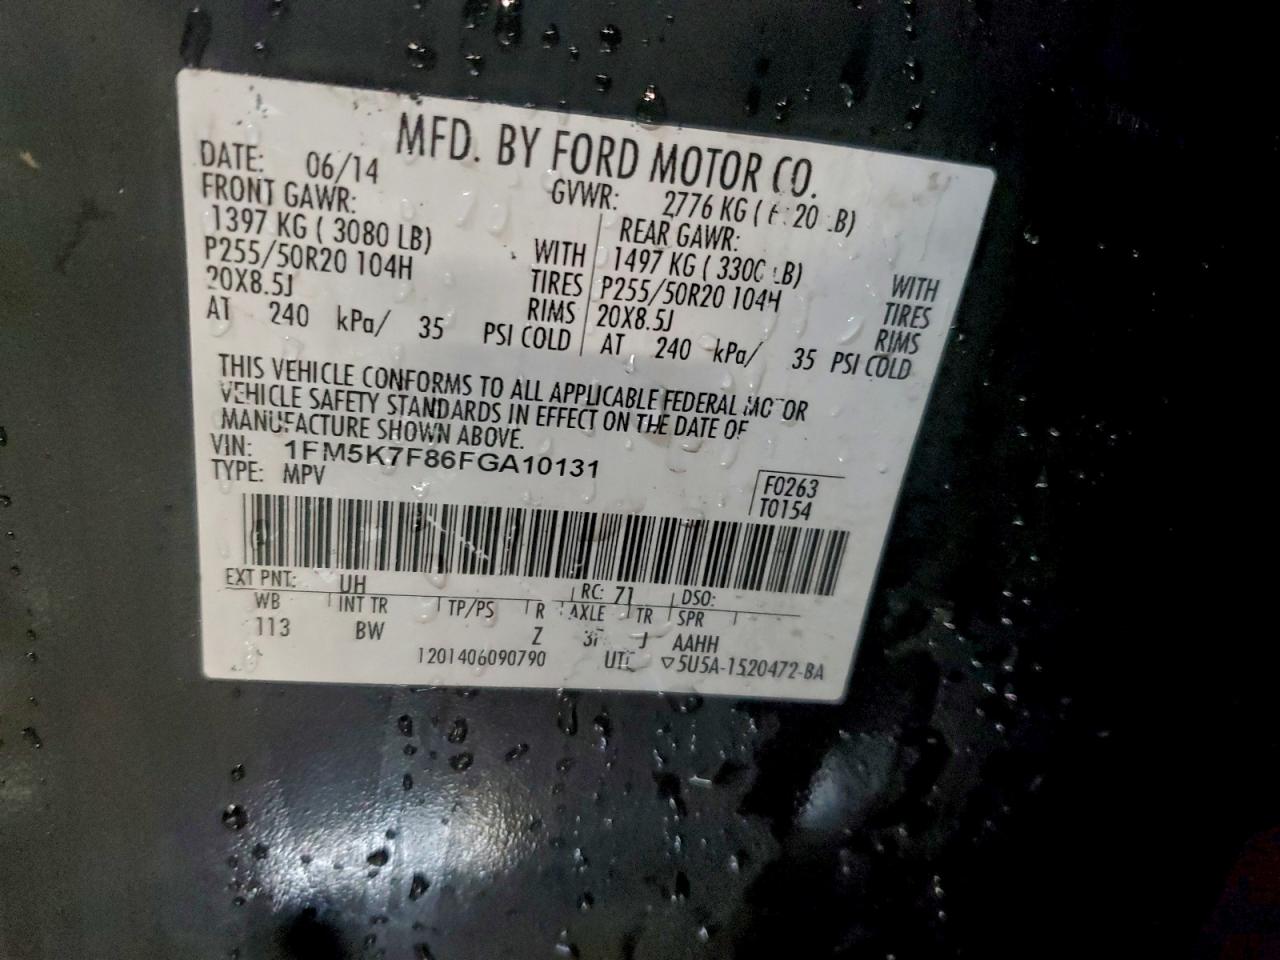 MFD. BY FORD MOTOR CO.
DATE: 06/14
GVWR: 2776 KG
FRONT GAWR:
1397 KG ( 3080 LB) WITH
P255/50R20 104H TIRES
20X8.5J RIMS
AT 240 kPa/ 35 PSI COLD
REAR GAWR:
1497 KG WITH
P255/50R20 104H TIRES
20X8.5J RIMS
AT 240 kPa/ 35 PSI COLD
THIS VEHICLE CONFORMS TO ALL APPLICABLE FEDERAL MOTOR
VEHICLE SAFETY STANDARDS IN EFFECT ON THE DATE OF
MANUFACTURE SHOWN ABOVE.
VIN: 1FM5K7F86FGA10131
TYPE: MPV
F0263
T0154
EXT PNT: UH RC: 71 DSO:
WB INT TR TP/PS R AXLE TR SPR
113 BW Z J AAHH
1201406090790 UTC ▽5U5A-1520472-BA